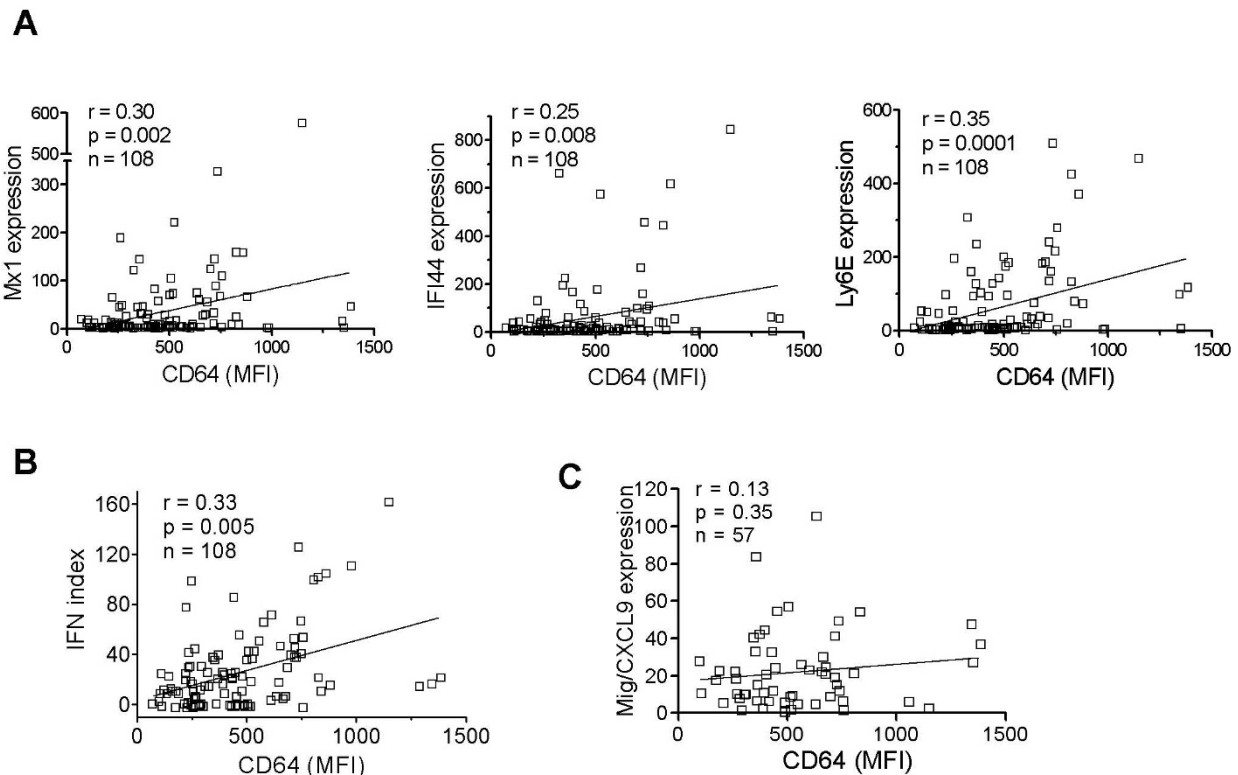 A
r = 0.30
p = 0.002
n = 108
600
500
300
200
100
0
Mx1 expression
0 500 1000 1500
CD64 (MFI)
r = 0.25
p = 0.008
n = 108
800
600
400
200
0
IFI44 expression
0 500 1000 1500
CD64 (MFI)
r = 0.35
p = 0.0001
n = 108
600
400
200
0
Ly6E expression
0 500 1000 1500
CD64 (MFI)
B
r = 0.33
p = 0.005
n = 108
160
120
80
40
0
IFN index
0 500 1000 1500
CD64 (MFI)
C
r = 0.13
p = 0.35
n = 57
120
100
80
60
40
20
0
Mig/CXCL9 expression
0 500 1000 1500
CD64 (MFI)